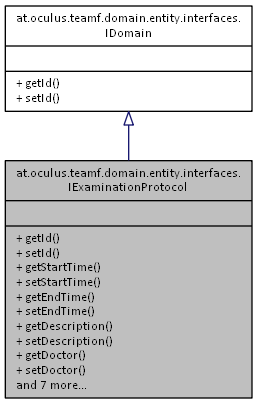 at.oculus.teamf.domain.entity.interfaces.
IDomain
+ getId()
+ setId()
at.oculus.teamf.domain.entity.interfaces.
IExaminationProtocol
+ getId()
+ setId()
+ getStartTime()
+ setStartTime()
+ getEndTime()
+ setEndTime()
+ getDescription()
+ setDescription()
+ getDoctor()
+ setDoctor()
and 7 more...